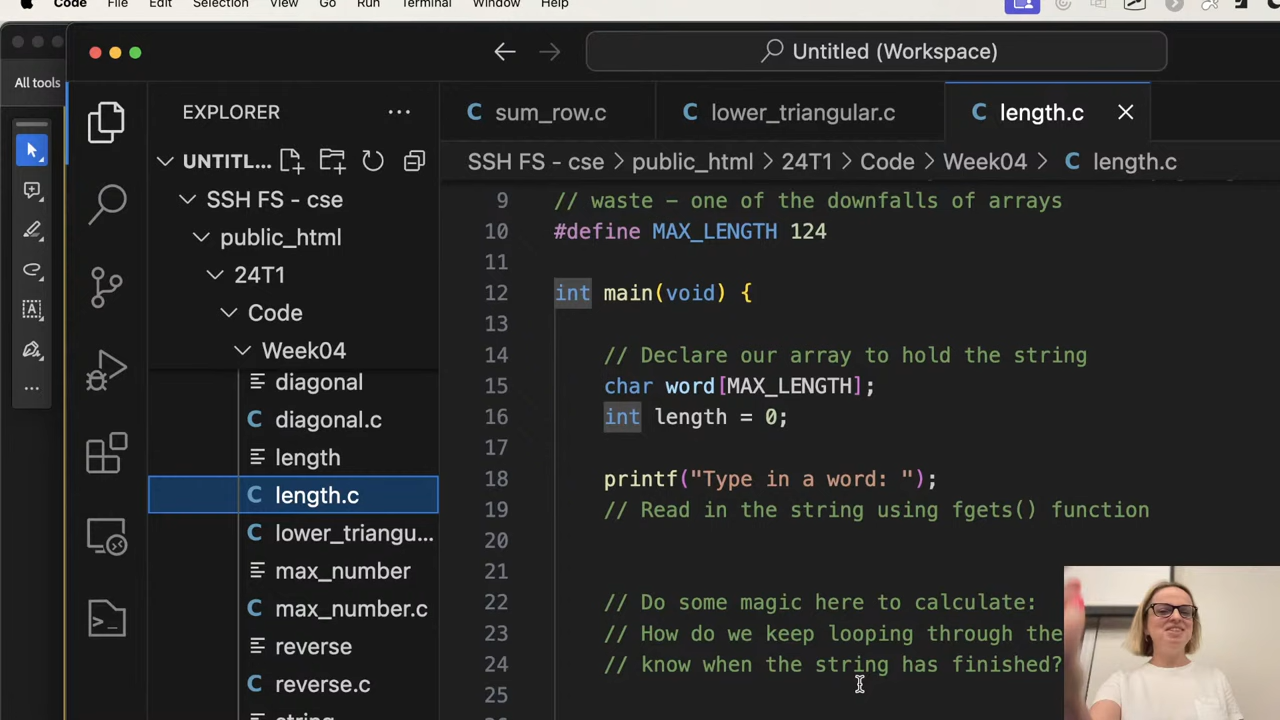 Code File Edit Selection View Go Run Terminal Window Help
Untitled (Workspace)
All tools
EXPLORER
UNTITL...
SSH FS - cse
public_html
24T1
Code
Week04
diagonal
diagonal.c
length
length.c
lower_triangu...
max_number
max_number.c
reverse
reverse.c
sum_row.c lower_triangular.c length.c
SSH FS - cse > public_html > 24T1 > Code > Week04 > C length.c
9 // waste – one of the downfalls of arrays
10 #define MAX_LENGTH 124
11
12 int main(void) {
13
14 // Declare our array to hold the string
15 char word[MAX_LENGTH];
16 int length = 0;
17
18 printf("Type in a word: ");
19 // Read in the string using fgets() function
20
21
22 // Do some magic here to calculate:
23 // How do we keep looping through the
24 // know when the string has finished?
25